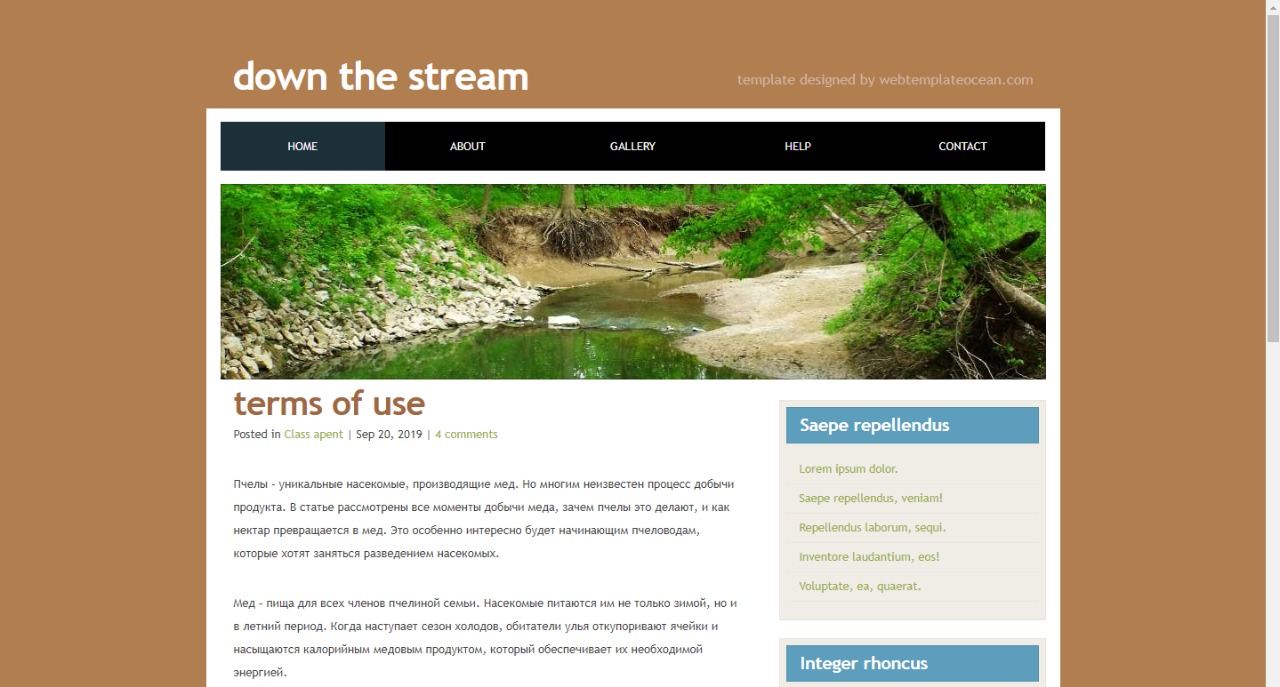 down the stream
template designed by webtemplateocean.com
HOME
ABOUT
GALLERY
HELP
CONTACT
terms of use
Posted in Class apent | Sep 20, 2019 | 4 comments
Пчелы - уникальные насекомые, производящие мед. Но многим неизвестен процесс добычи
продукта. В статье рассмотрены все моменты добычи меда, зачем пчелы это делают, и как
нектар превращается в мед. Это особенно интересно будет начинающим пчеловодам,
которые хотят заняться разведением насекомых.
Мед – пища для всех членов пчелиной семьи. Насекомые питаются им не только зимой, но и
в летний период. Когда наступает сезон холодов, обитатели улья откупоривают ячейки и
насыщаются калорийным медовым продуктом, который обеспечивает их необходимой
энергией.
Saepe repellendus
Lorem ipsum dolor.
Saepe repellendus, veniam!
Repellendus laborum, sequi.
Inventore laudantium, eos!
Voluptate, ea, quaerat.
Integer rhoncus